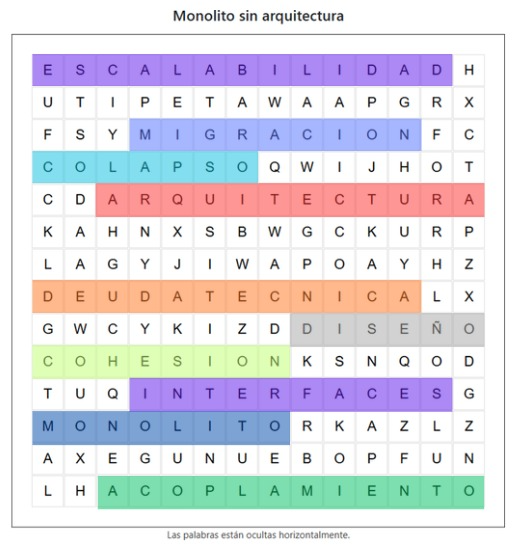 Monolito sin arquitectura
E S C A L A B I L I D A D H
U T I P E T A W A A P G R X
F S Y M I G R A C I O N F C
C O L A P S O Q W I J H O T
C D A R Q U I T E C T U R A
K A H N X S B W G C K U R P
L A G Y J I W A P O A Y H Z
D E U D A T E C N I C A L X
G W C Y K I Z D D I S E Ñ O
C O H E S I O N K S N Q O D
T U Q I N T E R F A C E S G
M O N O L I T O R K A Z L Z
A X E G U N U E B O P F U N
L H A C O P L A M I E N T O
Las palabras están ocultas horizontalmente.